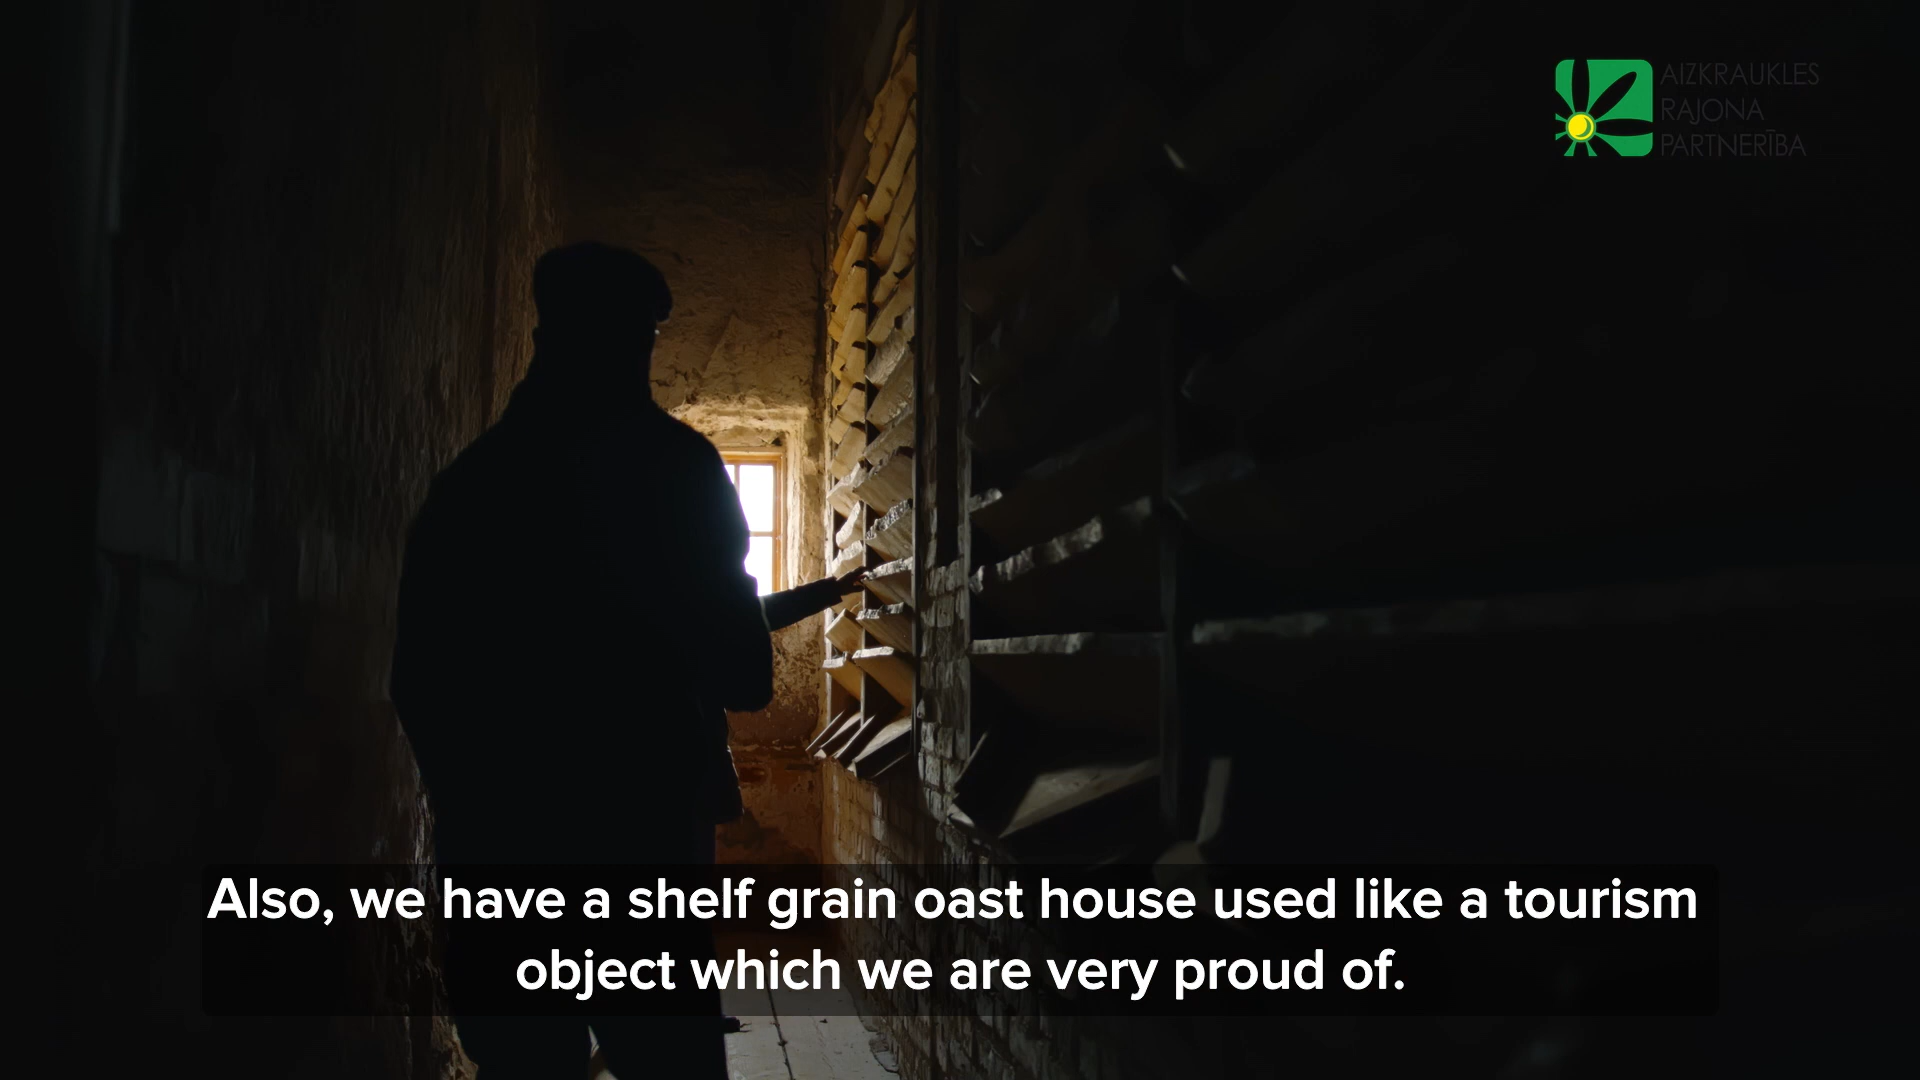 AIZKRAUKLES
RAJONA
PARTNERĪBA
Also, we have a shelf grain oast house used like a tourism
object which we are very proud of.